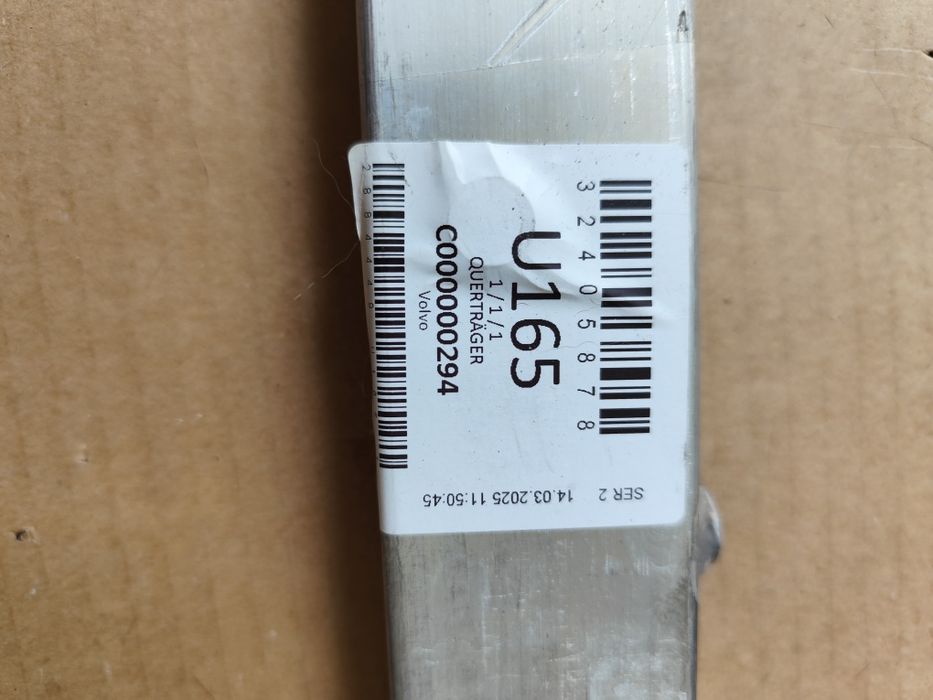 32405878
U165
1/1/1
QUERTRÄGER
C000000294
Volvo
SER 2 14.03.2025 11:50:45